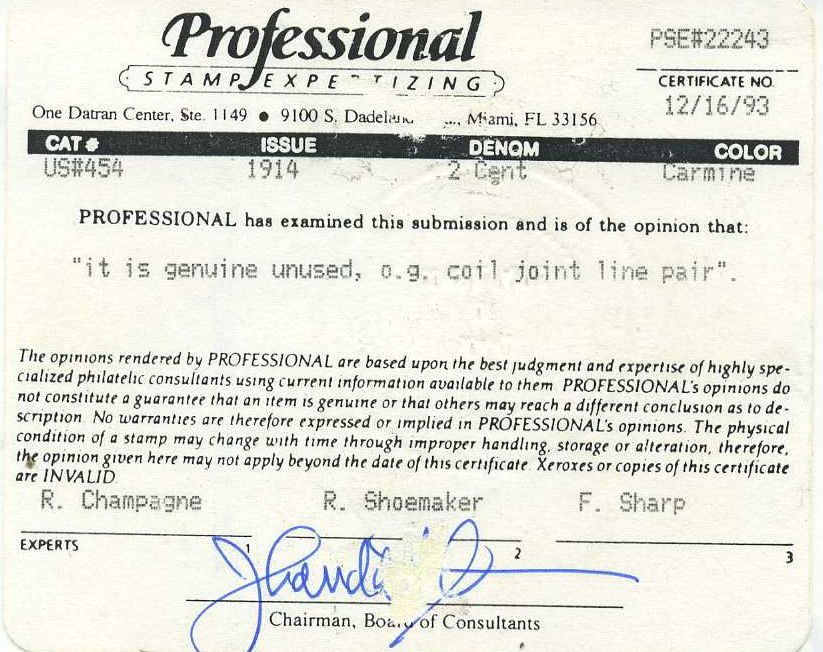 Professional
PSE#22243
STAMP EXPE TIZING
CERTIFICATE NO.
One Datran Center, Ste. 1149 ● 9100 S. Miami, FL 33156
12/16/93
CAT # ISSUE DENOM COLOR
US#454 1914 2 Cent Carmine
PROFESSIONAL has examined this submission and is of the opinion that:
"it is genuine unused, o.g. coil joint line pair".
The opinions rendered by PROFESSIONAL are based upon the best judgment and expertise of highly spe-
cialized philatelic consultants using current information available to them. PROFESSIONAL's opinions do
not constitute a guarantee that an item is genuine or that others may reach a different conclusion as to de-
scription. No warranties are therefore expressed or implied in PROFESSIONAL's opinions. The physical
condition of a stamp may change with time through improper handling, storage or alteration, therefore,
the opinion given here may not apply beyond the date of this certificate. Xeroxes or copies of this certificate
are INVALID.
R. Champagne R. Shoemaker F. Sharp
EXPERTS 1 2 3
Chairman, Board of Consultants